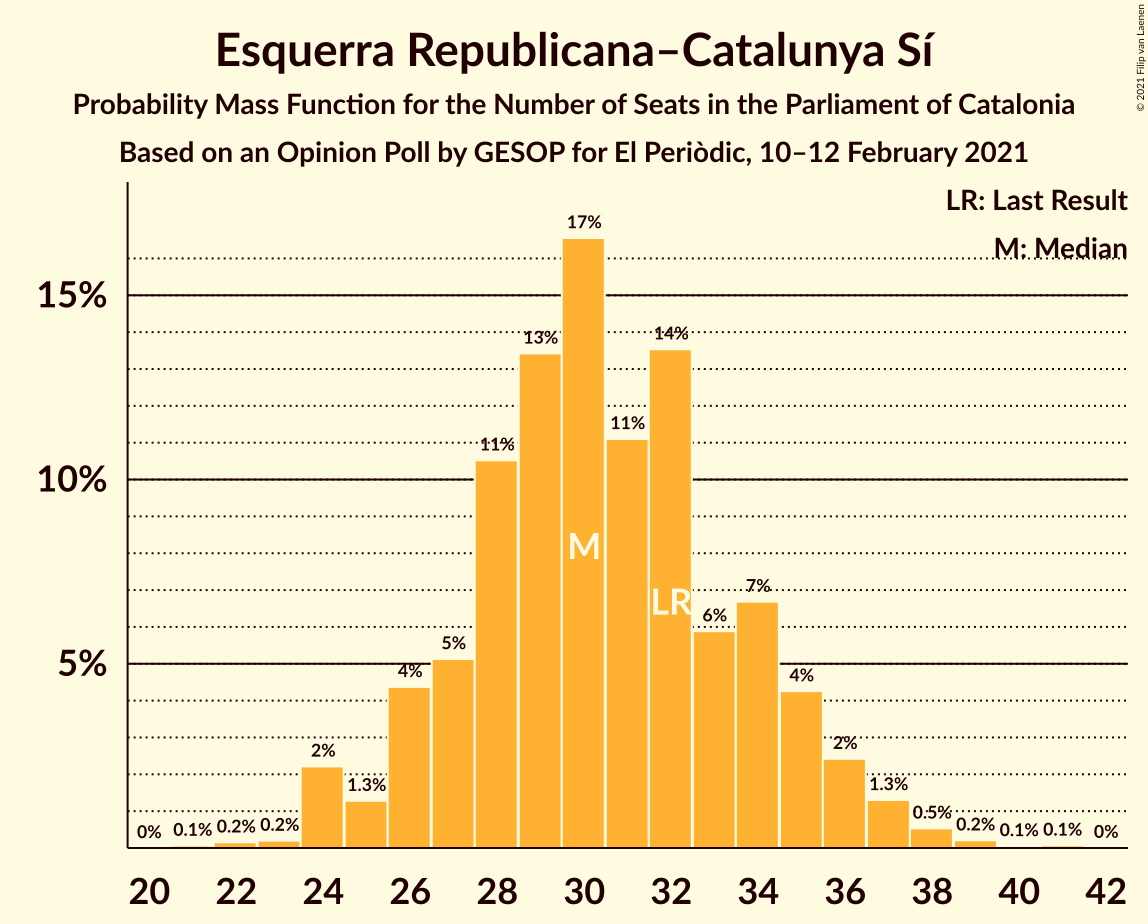 Esquerra Republicana–Catalunya Sí
Probability Mass Function for the Number of Seats in the Parliament of Catalonia
Based on an Opinion Poll by GESOP for El Periòdic, 10–12 February 2021
© 2021 Filip van Laenen
LR: Last Result
M: Median
15%
10%
5%
0%
0.1%
0.2%
0.2%
2%
1.3%
4%
5%
11%
13%
17%
11%
14%
6%
7%
4%
2%
1.3%
0.5%
0.2%
0.1%
0.1%
0%
M
LR
20 22 24 26 28 30 32 34 36 38 40 42